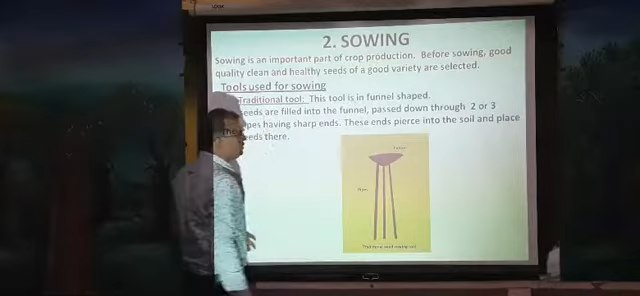 2. SOWING
Sowing is an important part of crop production. Before sowing, good
quality clean and healthy seeds of a good variety are selected.
Tools used for sowing
Traditional tool: This tool is in funnel shaped.
eeds are filled into the funnel, passed down through 2 or 3
pes having sharp ends. These ends pierce into the soil and place
eeds there.